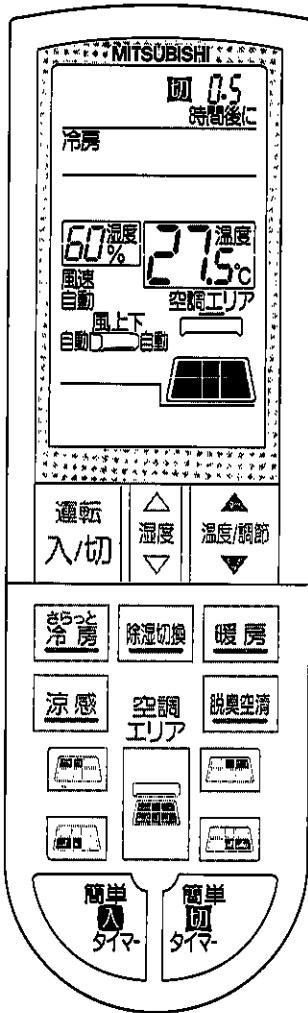 MITSUBISHI
切 0.5
時間後に
冷房
60% 湿度 27.5℃ 温度
風速
自動
空調エリア
風上下
自動 自動
運転
入/切
△
湿度
▽
▲
温度/調節
▼
さらっと
冷房
除湿切換
暖房
涼感
空調
エリア
脱臭空清
簡単
入
タイマー
簡単
切
タイマー